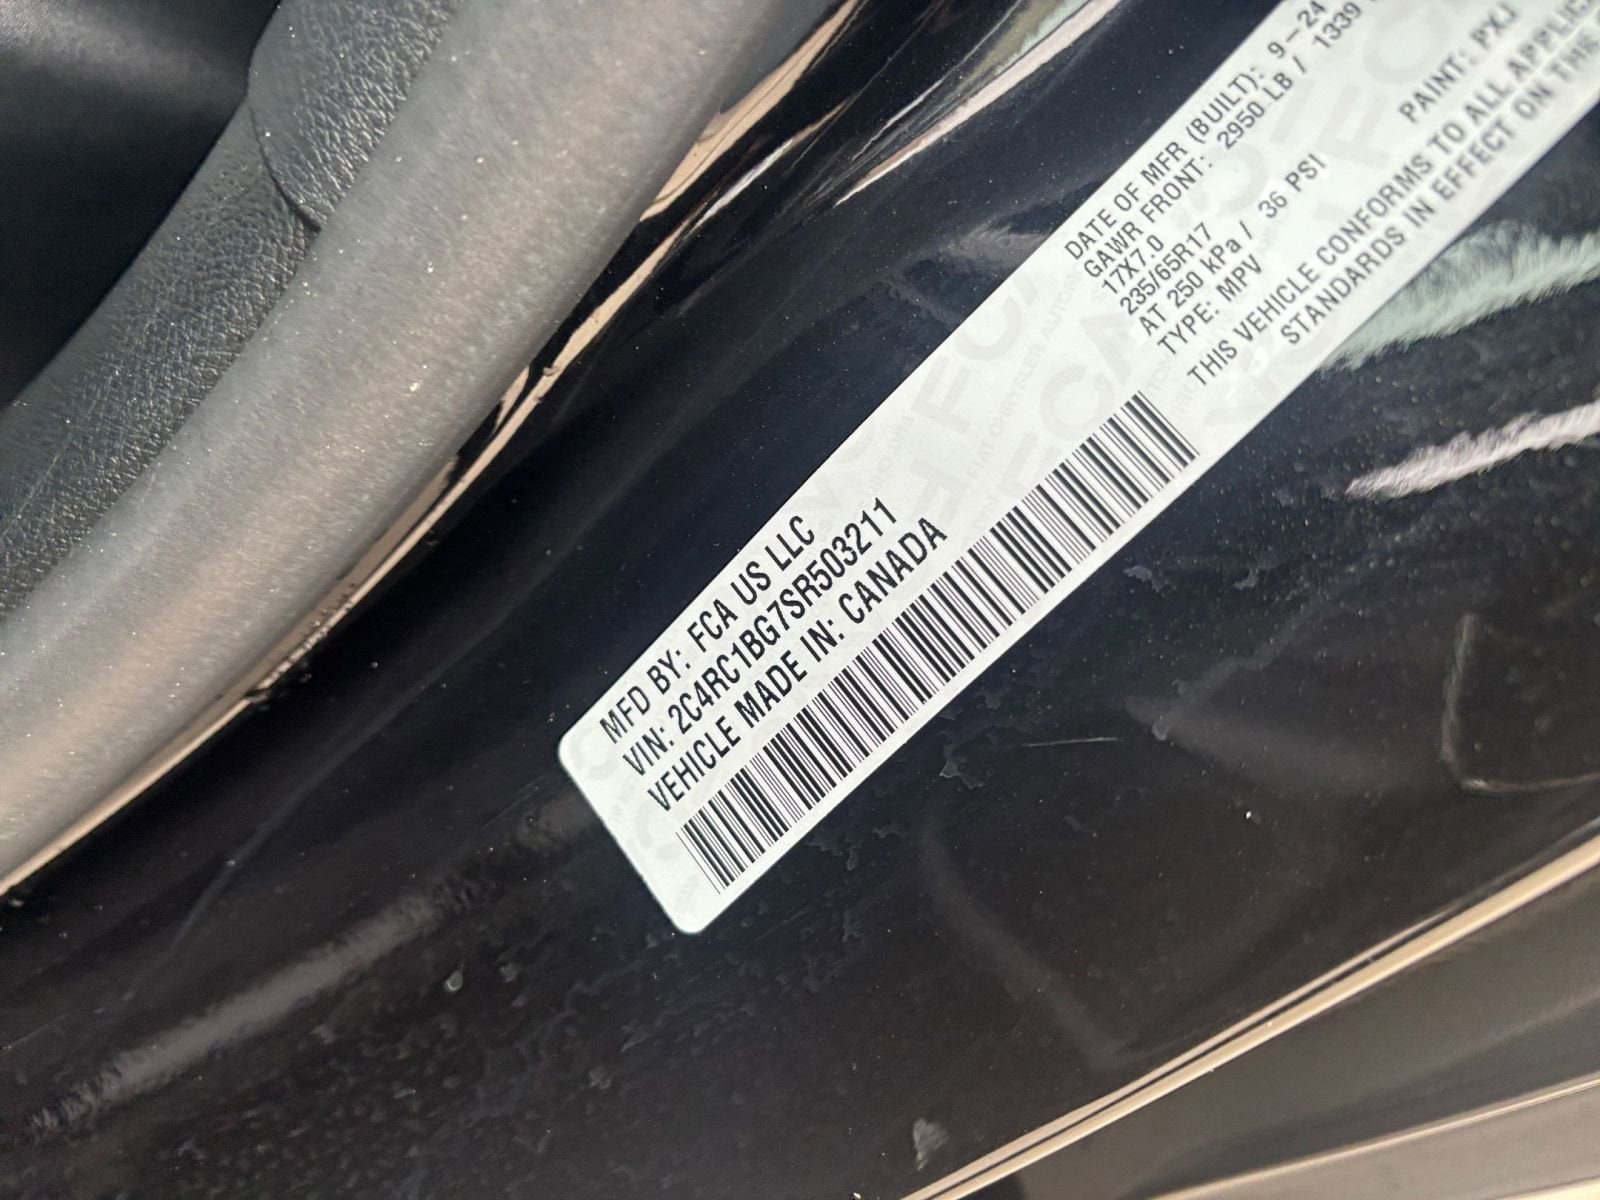 MFD BY: FCA US LLC
VIN: 2C4RC1BG7SR503211
VEHICLE MADE IN: CANADA
DATE OF MFR (BUILT): 9-24
GAWR FRONT: 2950 LB / 1339
17X7.0
235/65R17
AT 250 kPa / 36 PSI
TYPE: MPV
PAINT: PXJ
THIS VEHICLE CONFORMS TO ALL
STANDARDS IN EFFECT ON THE